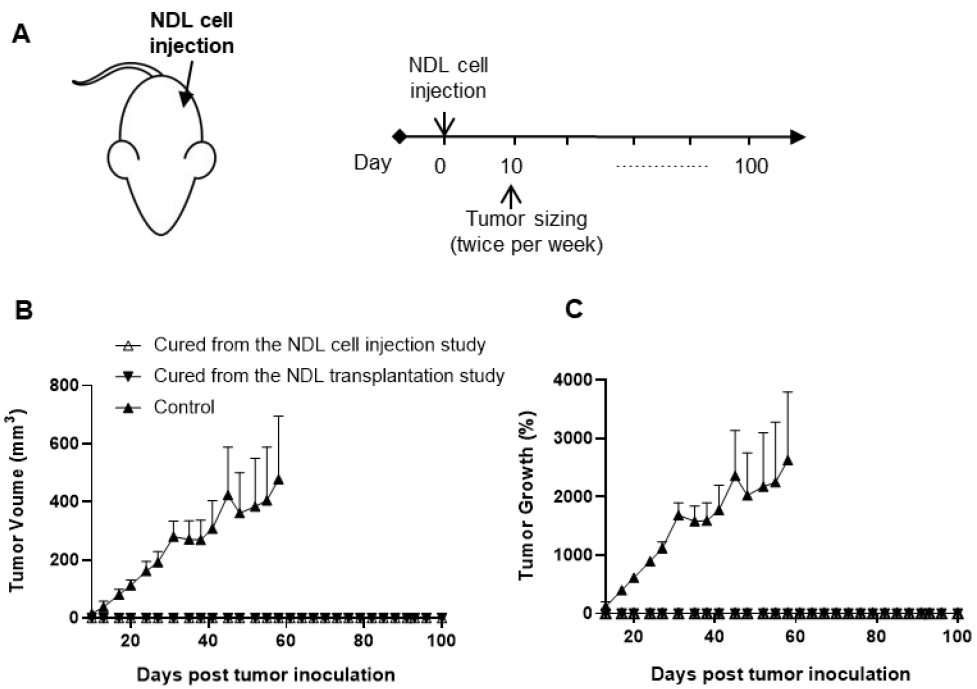 A
NDL cell
injection
NDL cell
injection
Day 0 10 .................. 100
Tumor sizing
(twice per week)
B
Cured from the NDL cell injection study
Cured from the NDL transplantation study
Control
Tumor Voume (mm³)
800
600
400
200
0
20 40 60 80 100
Days post tumor inoculation
C
Tumor Growth (%)
4000
3000
2000
1000
0
20 40 60 80 100
Days post tumor inoculation